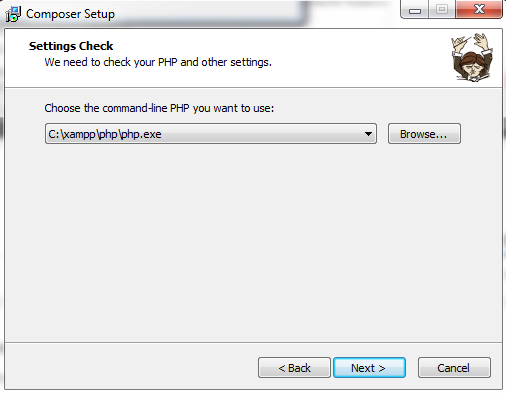 Composer Setup
Settings Check
We need to check your PHP and other settings.
Choose the command-line PHP you want to use:
C:\xampp\php\php.exe
Browse...
< Back
Next >
Cancel